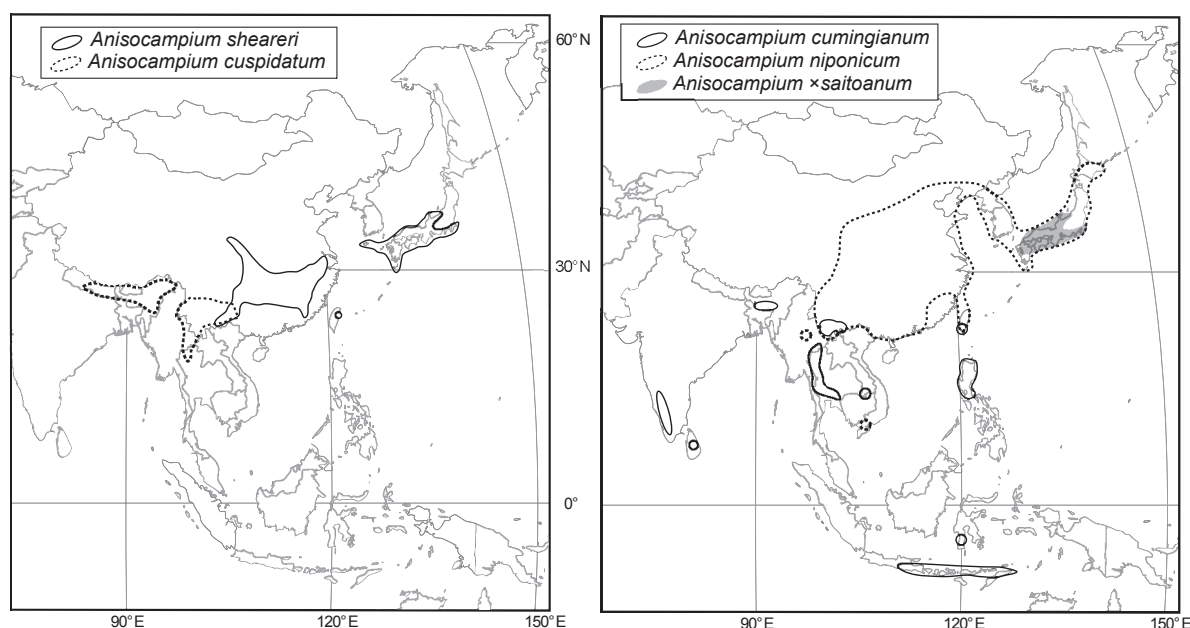 Anisocampium sheareri
Anisocampium cuspidatum
60°N
30°N
0°
90°E
120°E
150°E
Anisocampium cumingianum
Anisocampium niponicum
Anisocampium ×saitoanum
90°E
120°E
150°E